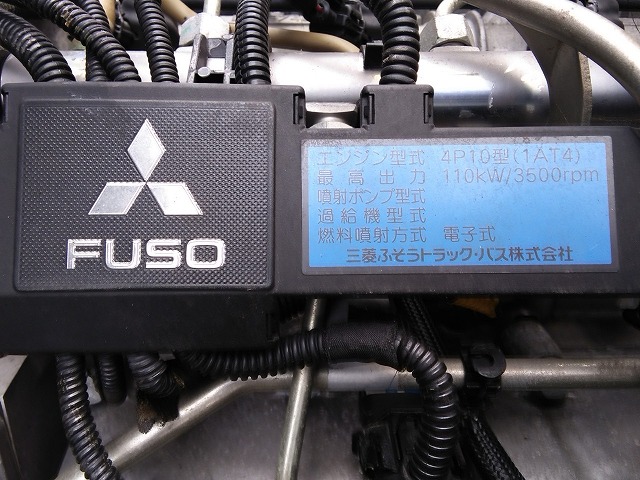 FUSO
エンジン型式 4P10型(1AT4)
最高出力 110kW/3500rpm
噴射ポンプ型式
過給機型式
燃料噴射方式 電子式
三菱ふそうトラック・バス株式会社